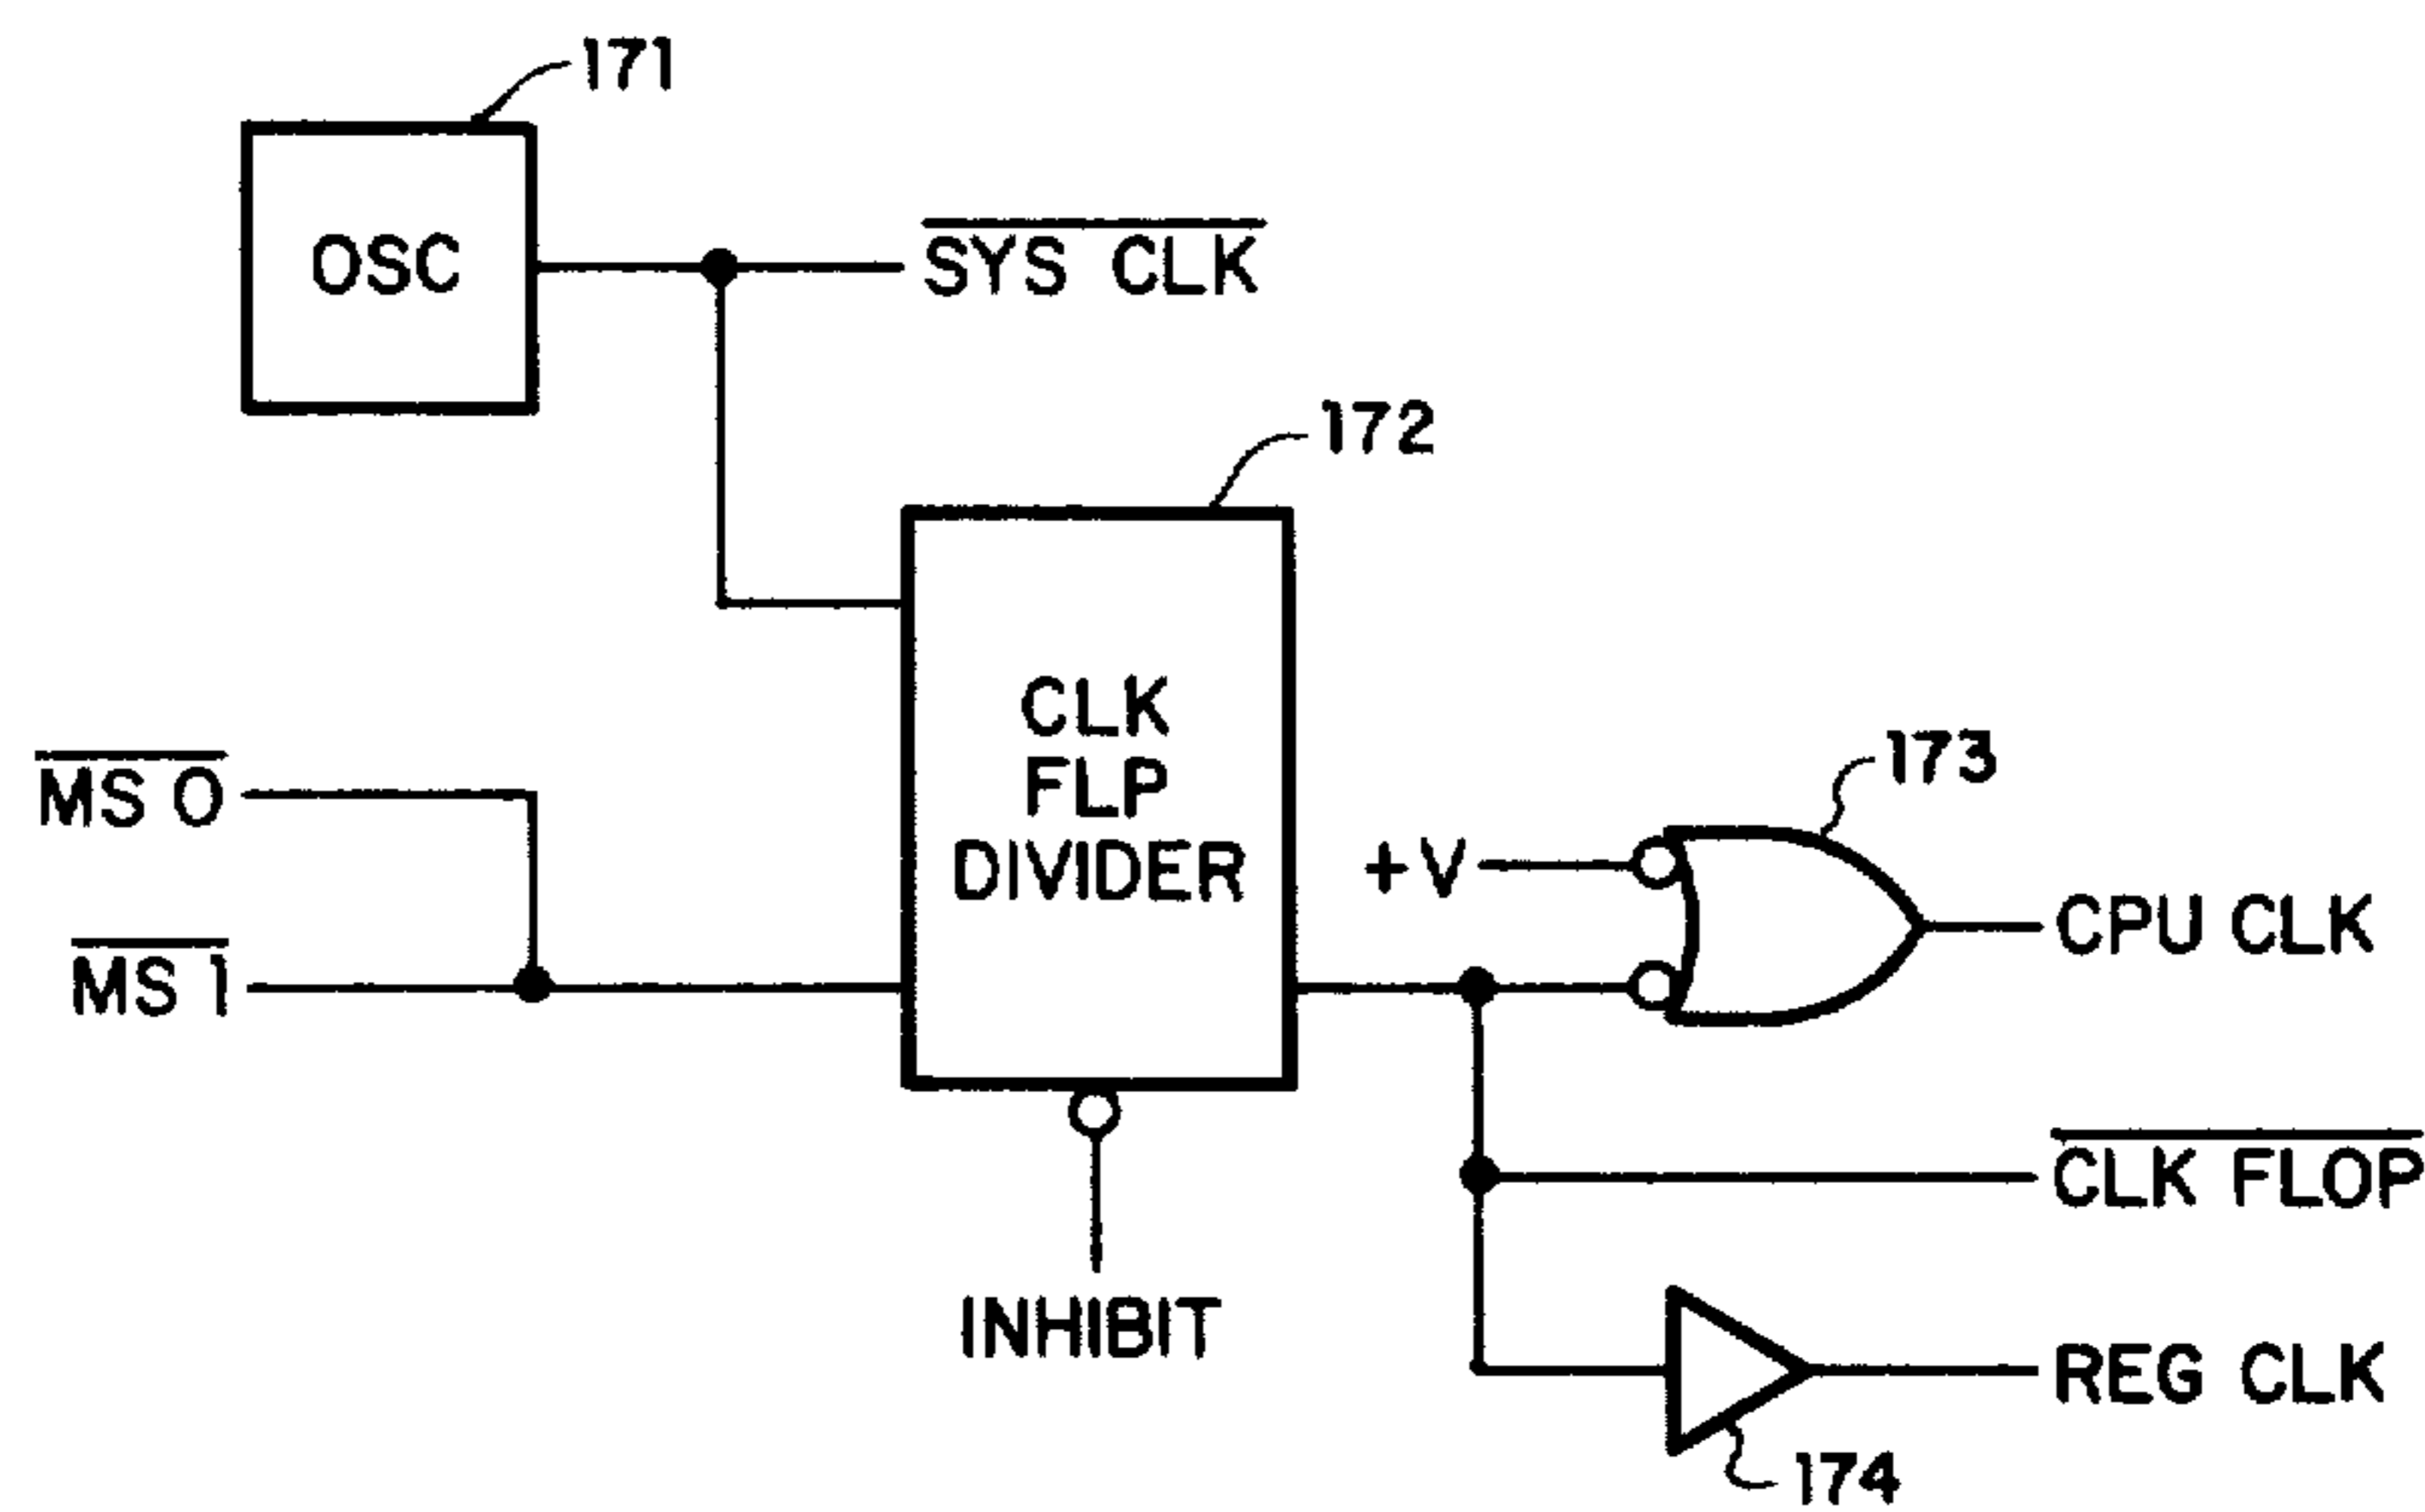 171
OSC
SYS CLK
172
CLK
FLP
DIVIDER
MS 0
MS 1
173
+V
CPU CLK
CLK FLOP
INHIBIT
REG CLK
174